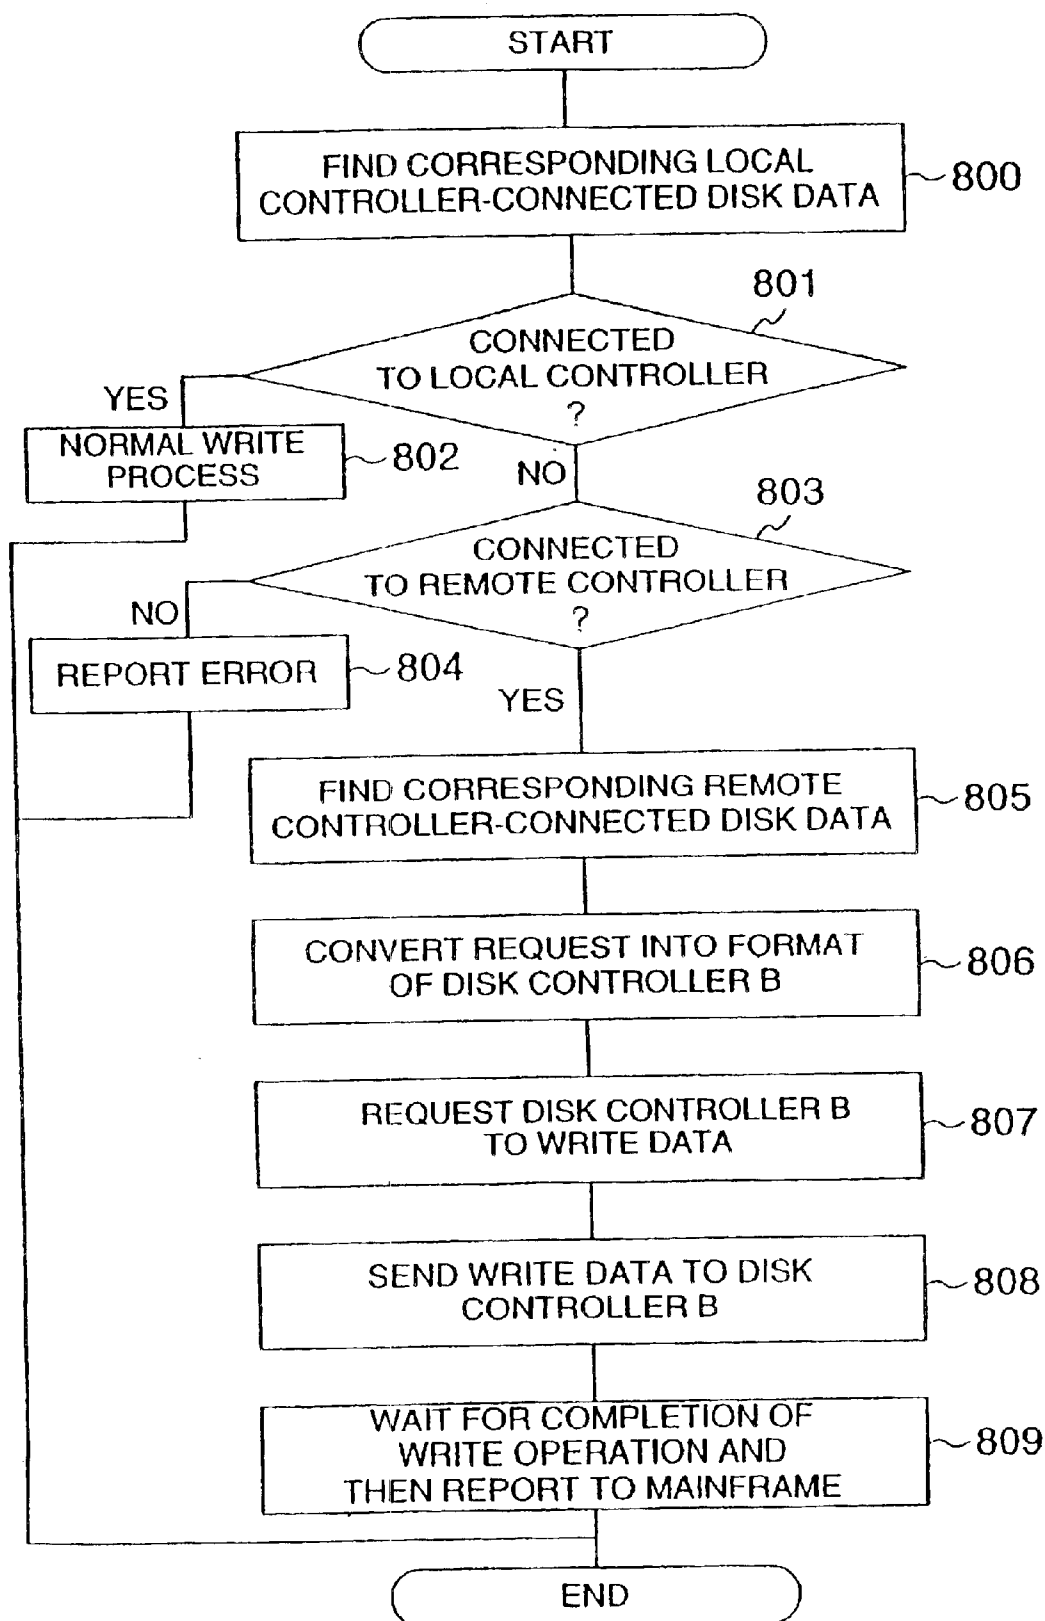 START
FIND CORRESPONDING LOCAL
CONTROLLER-CONNECTED DISK DATA
800
801
CONNECTED
TO LOCAL CONTROLLER
?
YES
NORMAL WRITE
PROCESS
802
NO
803
CONNECTED
TO REMOTE CONTROLLER
?
NO
REPORT ERROR
804
YES
FIND CORRESPONDING REMOTE
CONTROLLER-CONNECTED DISK DATA
805
CONVERT REQUEST INTO FORMAT
OF DISK CONTROLLER B
806
REQUEST DISK CONTROLLER B
TO WRITE DATA
807
SEND WRITE DATA TO DISK
CONTROLLER B
808
WAIT FOR COMPLETION OF
WRITE OPERATION AND
THEN REPORT TO MAINFRAME
809
END